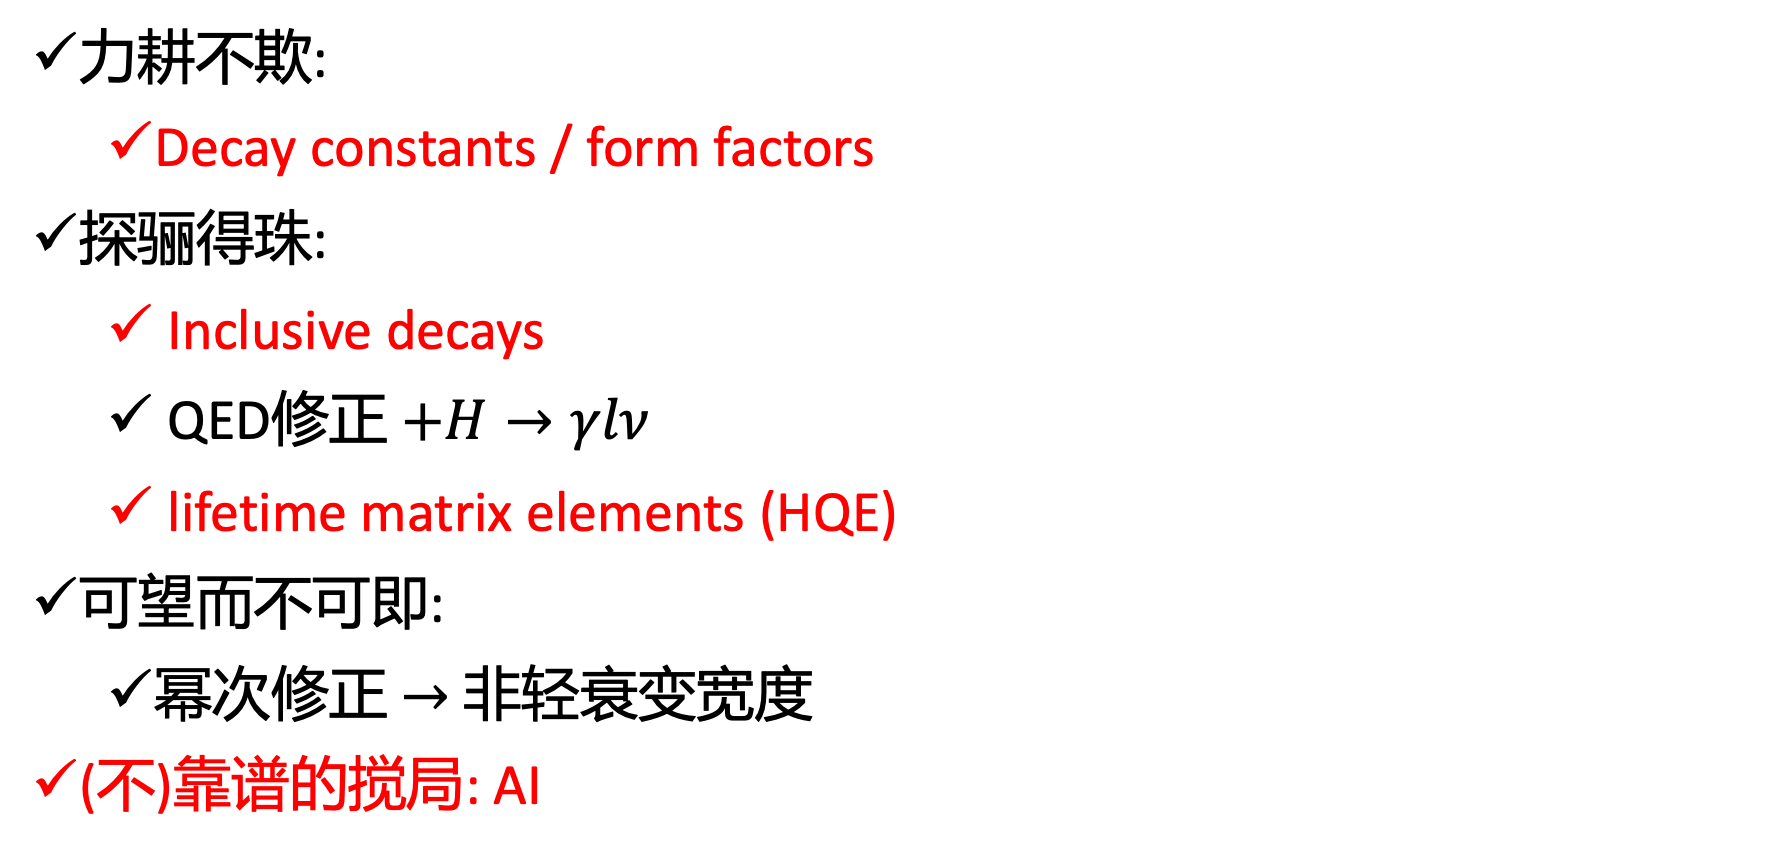 ✓力耕不欺:
✓Decay constants / form factors
✓探骊得珠:
✓ Inclusive decays
✓ QED修正 +H → γlν
✓ lifetime matrix elements (HQE)
✓可望而不可即:
✓幂次修正 → 非轻衰变宽度
✓(不)靠谱的搅局: AI